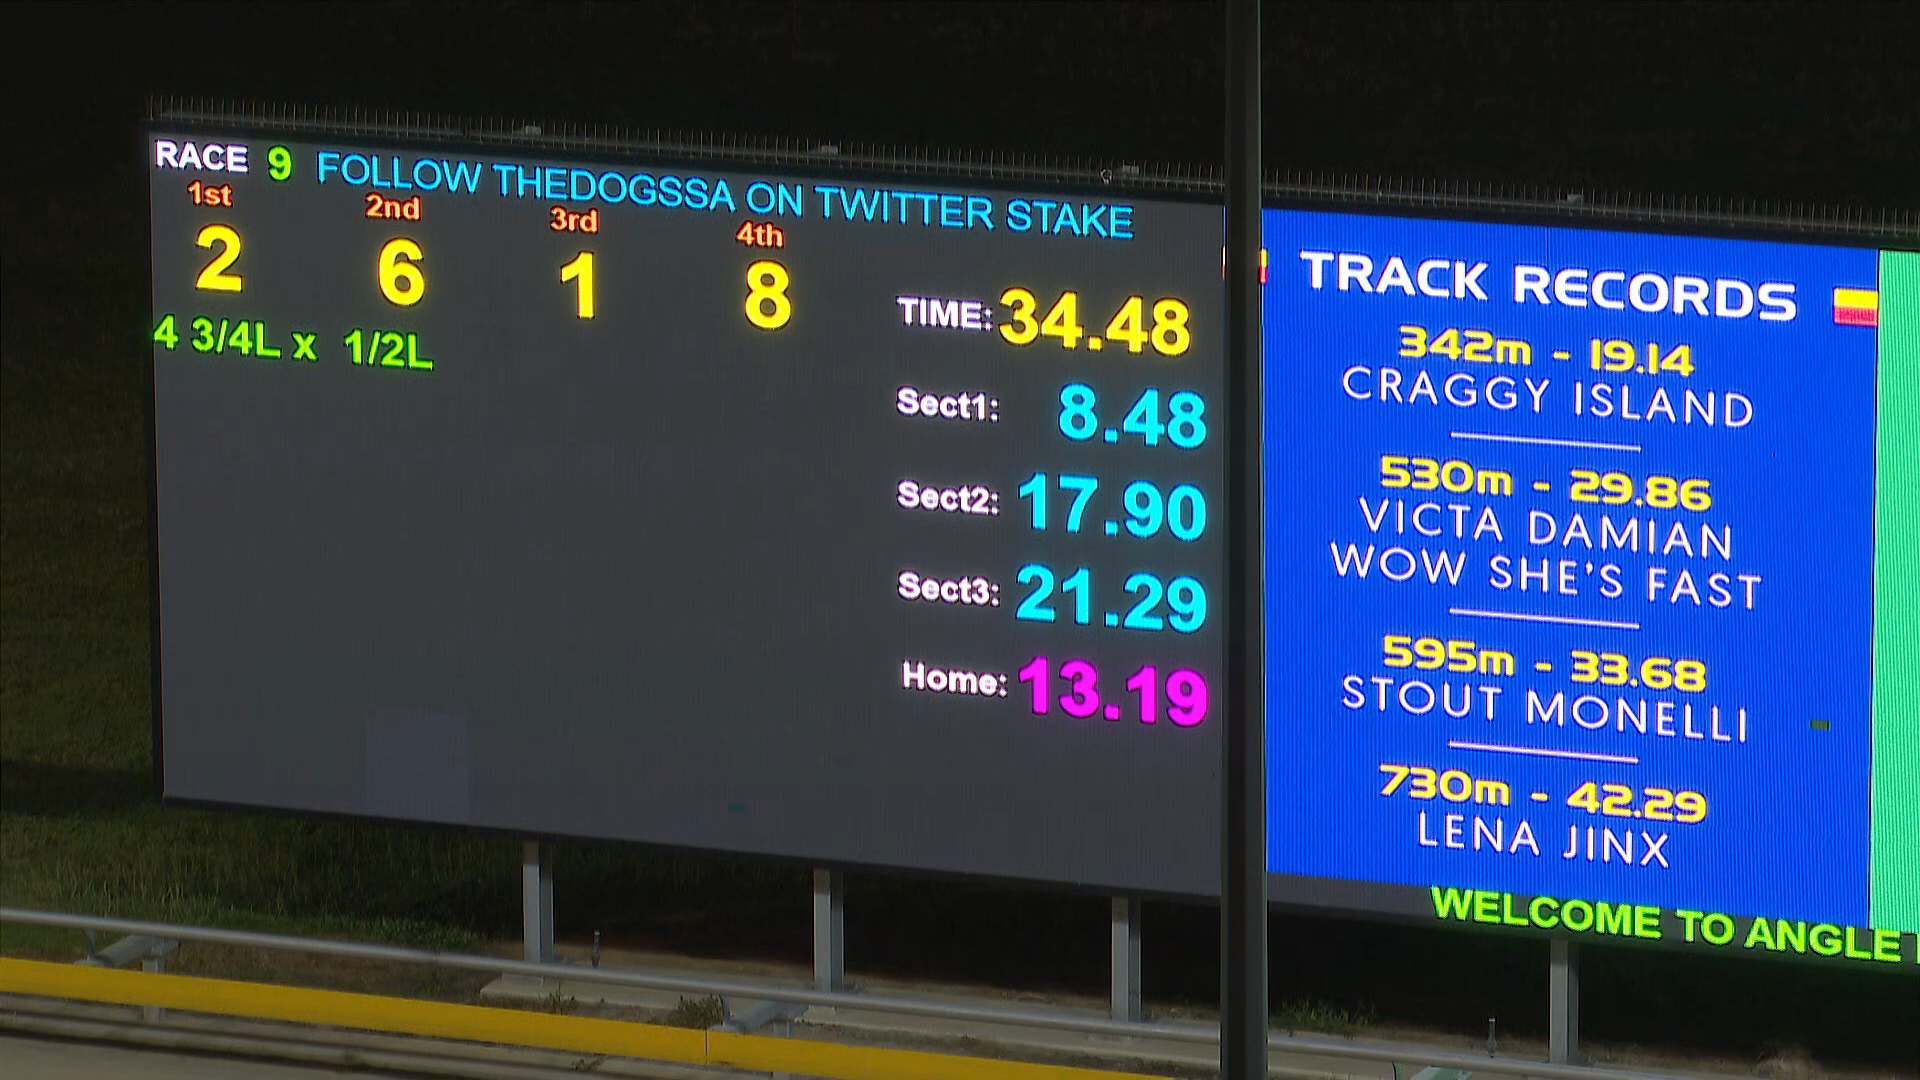 RACE 9 FOLLOW THEDOGSSA ON TWITTER STAKE
1st 2nd 3rd 4th
2 6 1 8
4 3/4L x 1/2L
TIME: 34.48
Sect1: 8.48
Sect2: 17.90
Sect3: 21.29
Home: 13.19
TRACK RECORDS
342m - 19.14
CRAGGY ISLAND
530m - 29.86
VICTA DAMIAN
WOW SHE'S FAST
595m - 33.68
STOUT MONELLI
730m - 42.29
LENA JINX
WELCOME TO ANGLE